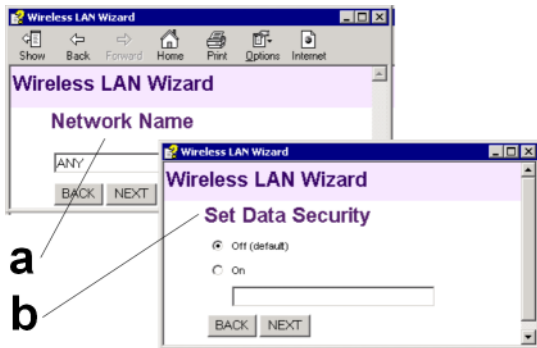 Wireless LAN Wizard
Show Back Forward Home Print Options Internet
Wireless LAN Wizard
Network Name
ANY
BACK NEXT
a
Wireless LAN Wizard
Wireless LAN Wizard
Set Data Security
Off (default)
On
BACK NEXT
b